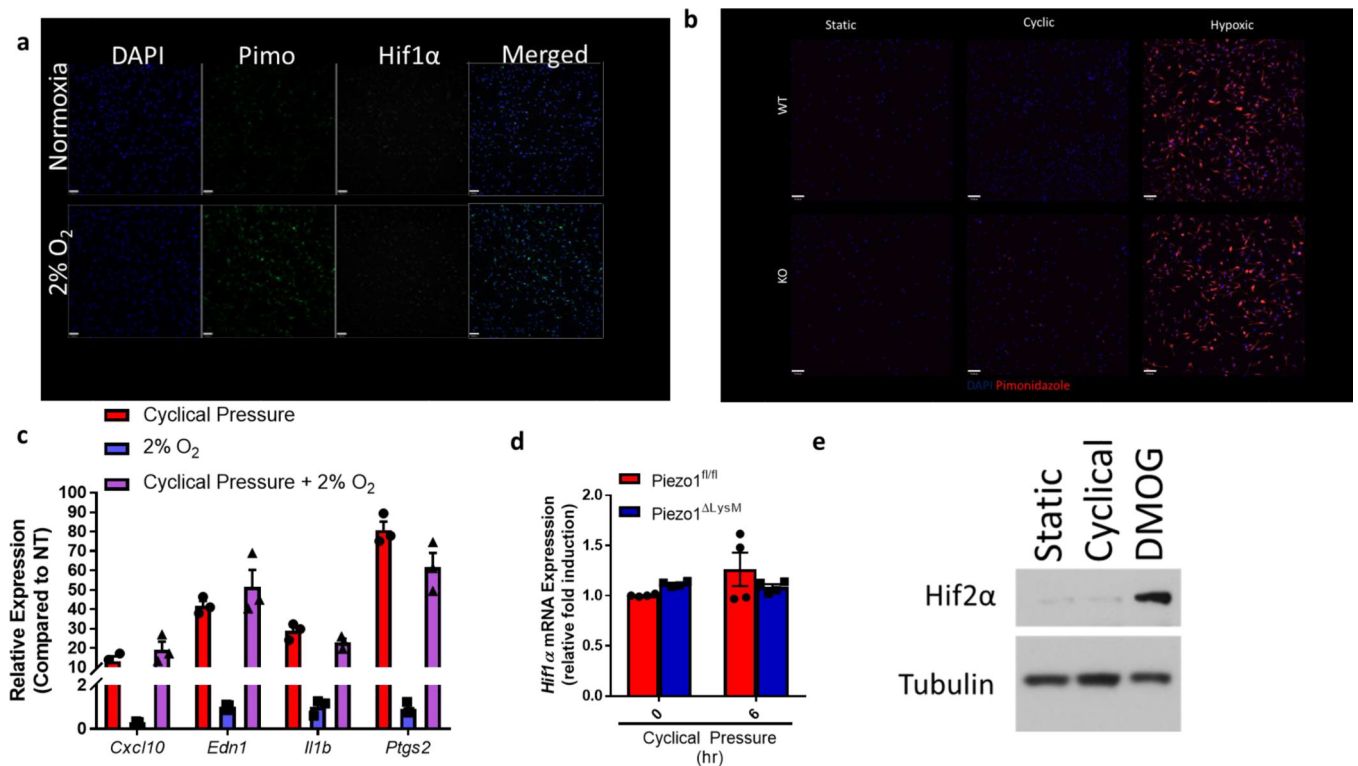 a
DAPI Pimo Hif1α Merged
Normoxia
2% O₂
b
Static Cyclic Hypoxic
WT
KO
DAPI Pimonidazole
c
Cyclical Pressure
2% O₂
Cyclical Pressure + 2% O₂
Relative Expression
(Compared to NT)
100
90
80
70
60
50
40
30
20
10
2
0
Cxcl10 Edn1 Il1b Ptgs2
d
Piezo1fl/fl
Piezo1ΔLysM
Hif1α mRNA Expresssion
(relative fold induction)
2.0
1.5
1.0
0.5
0.0
0 6
Cyclical Pressure
(hr)
e
Static Cyclical DMOG
Hif2α
Tubulin